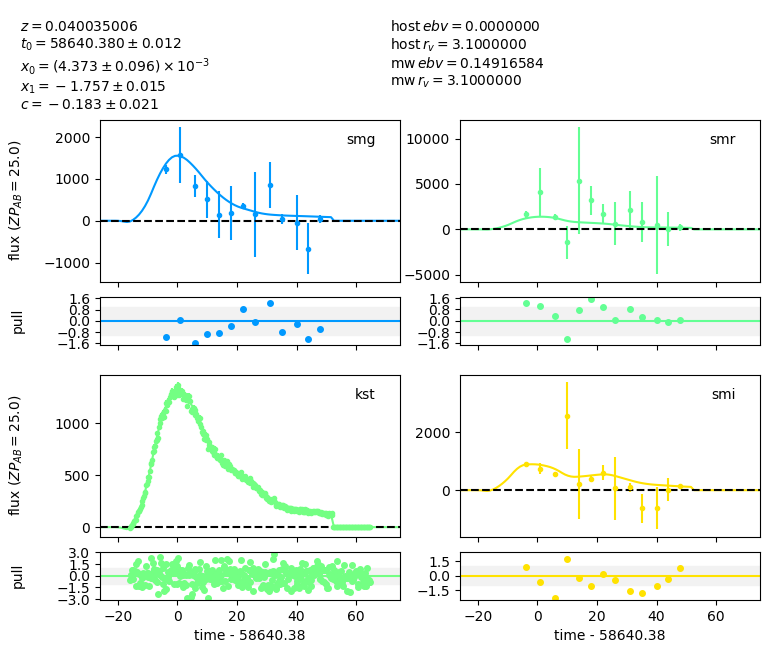 z = 0.040035006
t0 = 58640.380 ± 0.012
x0 = (4.373 ± 0.096) × 10^−3
x1 = −1.757 ± 0.015
c = −0.183 ± 0.021
host ebv = 0.0000000
host rv = 3.1000000
mw ebv = 0.14916584
mw rv = 3.1000000
flux (ZPAB = 25.0)
2000
1000
0
−1000
smg
10000
5000
0
−5000
smr
pull
1.6
0.8
0.0
−0.8
−1.6
1.6
0.8
0.0
−0.8
−1.6
flux (ZPAB = 25.0)
1000
500
0
kst
2000
0
smi
pull
3.0
1.5
0.0
−1.5
−3.0
1.5
0.0
−1.5
−20 0 20 40 60
−20 0 20 40 60
time - 58640.38
time - 58640.38